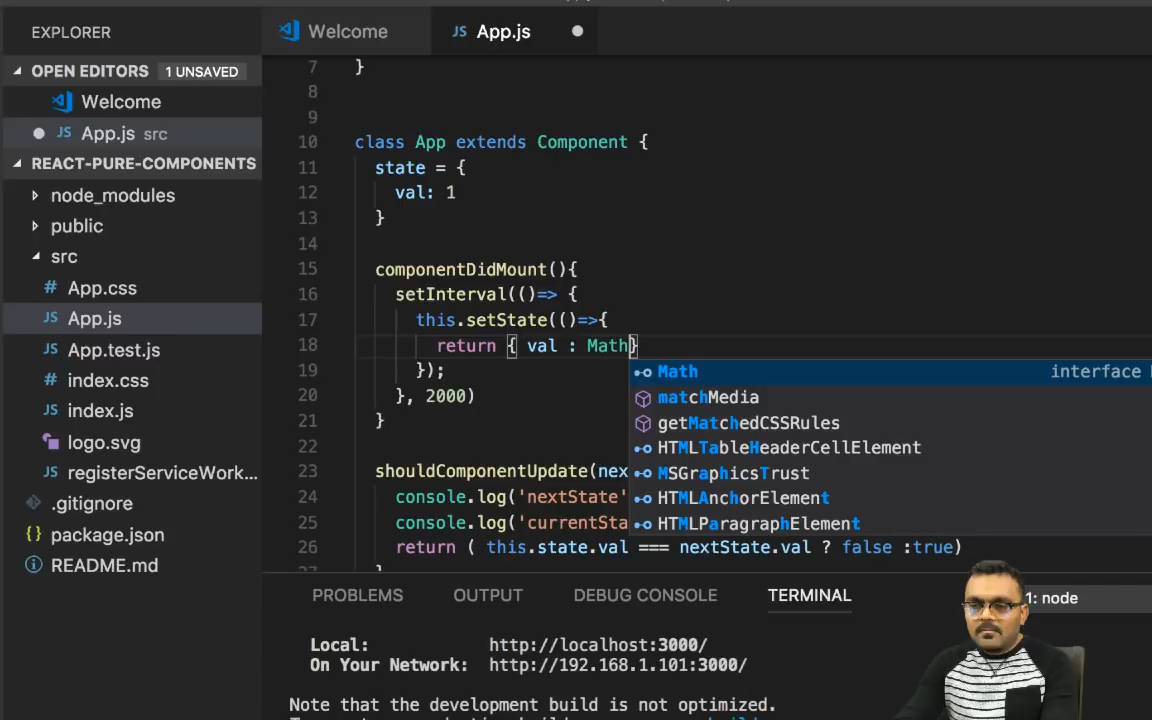 EXPLORER
OPEN EDITORS 1 UNSAVED
Welcome
JS App.js src
REACT-PURE-COMPONENTS
node_modules
public
src
# App.css
JS App.js
JS App.test.js
# index.css
JS index.js
logo.svg
JS registerServiceWork...
.gitignore
{} package.json
README.md
Welcome
JS App.js
7 }
8
9
10 class App extends Component {
11 state = {
12 val: 1
13 }
14
15 componentDidMount(){
16 setInterval(()=> {
17 this.setState(()=>{
18 return { val : Math}
19 });
20 }, 2000)
21 }
22
23 shouldComponentUpdate(nex
24 console.log('nextState'
25 console.log('currentSta
26 return ( this.state.val === nextState.val ? false :true)
Math interface
matchMedia
getMatchedCSSRules
HTMLTableHeaderCellElement
MSGraphicsTrust
HTMLAnchorElement
HTMLParagraphElement
PROBLEMS OUTPUT DEBUG CONSOLE TERMINAL 1: node
Local: http://localhost:3000/
On Your Network: http://192.168.1.101:3000/
Note that the development build is not optimized.